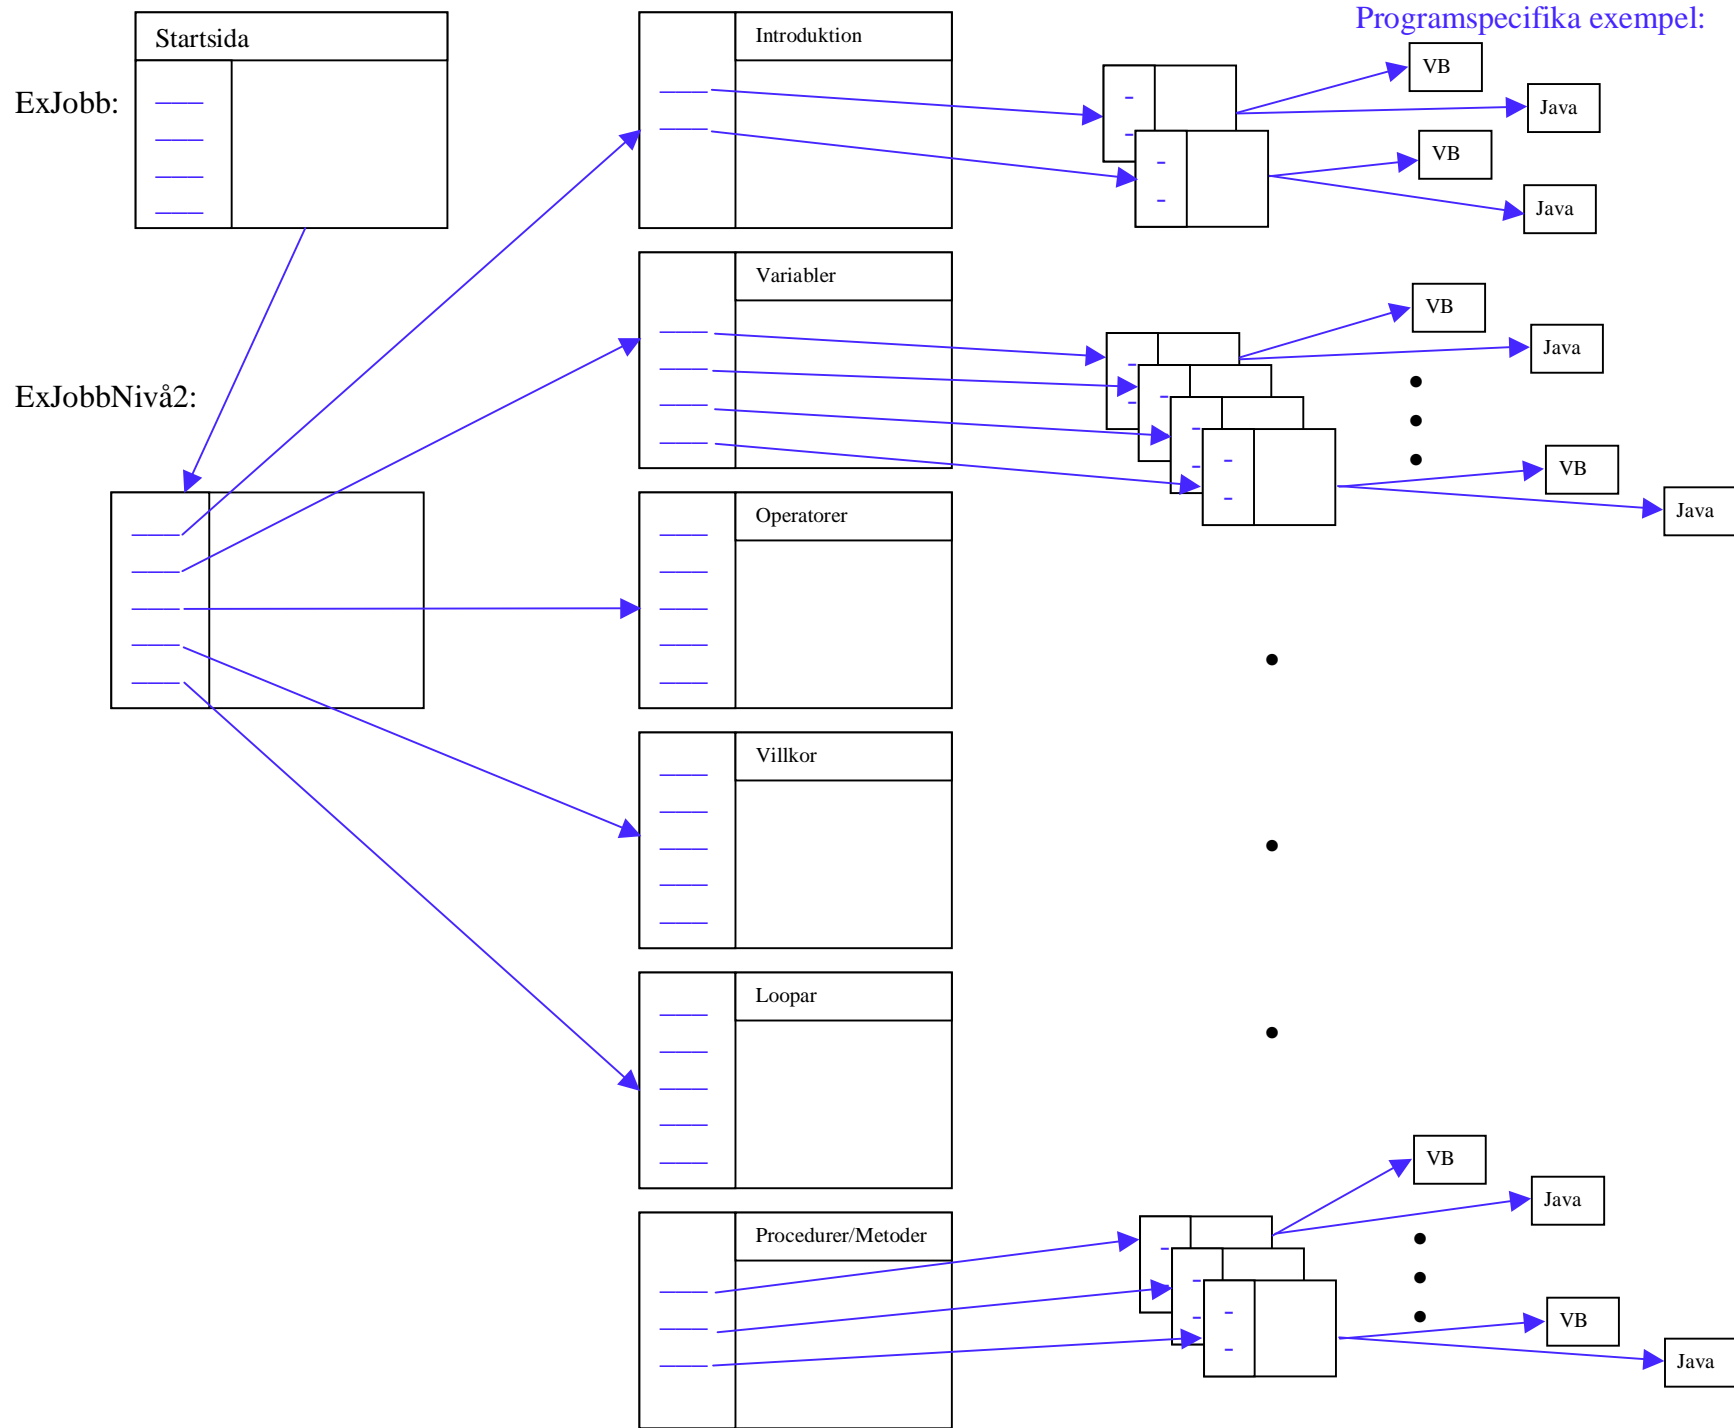 Programspecifika exempel:
Startsida
Introduktion
VB
ExJobb:
Java
VB
Java
Variabler
VB
Java
ExJobbNivå2:
VB
Java
Operatorer
Villkor
Loopar
VB
Java
Procedurer/Metoder
VB
Java